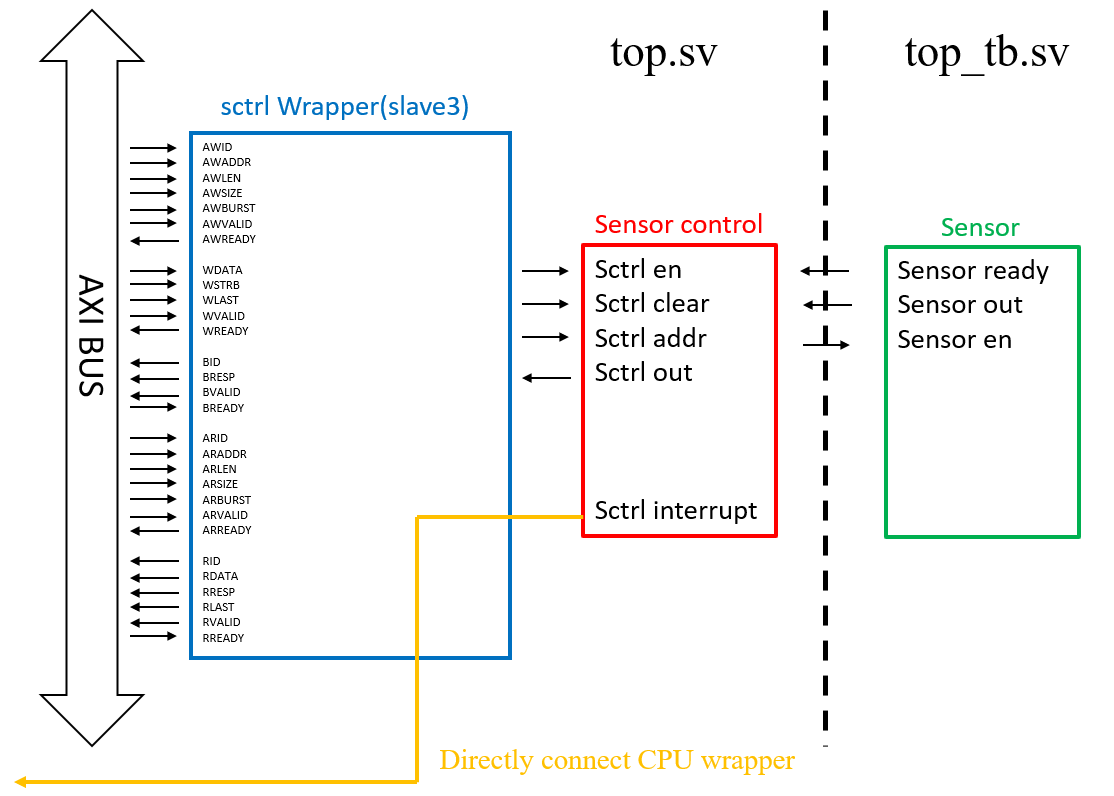 top.sv
top_tb.sv
sctrl Wrapper(slave3)
AXI BUS
AWID
AWADDR
AWLEN
AWSIZE
AWBURST
AWVALID
AWREADY
WDATA
WSTRB
WLAST
WVALID
WREADY
BID
BRESP
BVALID
BREADY
ARID
ARADDR
ARLEN
ARSIZE
ARBURST
ARVALID
ARREADY
RID
RDATA
RRESP
RLAST
RVALID
RREADY
Sensor control
Sctrl en
Sctrl clear
Sctrl addr
Sctrl out
Sctrl interrupt
Sensor
Sensor ready
Sensor out
Sensor en
Directly connect CPU wrapper